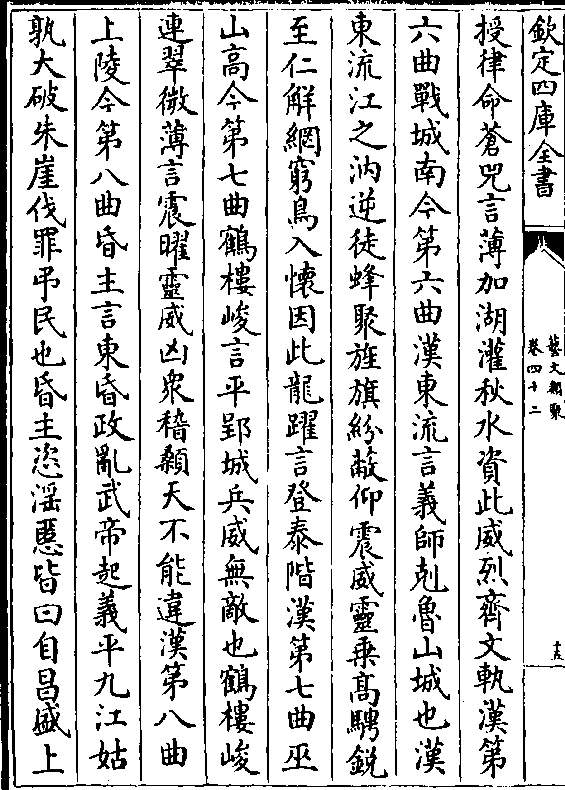 欽定四庫全書
藝文類聚
卷四十二
十五
授律命蒼兕言薄加湖灌秋水資此威烈齊文軌漢第
六曲戰城南今第六曲漢東流言義師剋魯山城也漢
東流江之汭逆徒蜂聚旌旗紛蔽仰震威靈乗髙騁銳
至仁解網窮鳥入懷因此龍躍言登泰階漢第七曲巫
山高今第七曲鶴樓峻言平郢城兵威無敵也鶴樓峻
連翠微薄言震曜靈威凶衆稽顙天不能違漢第八曲
上陵今第八曲昏主言東昏政亂武帝起義平九江姑
孰大破朱崖伐罪弔民也昏主恣淫慝皆曰自昌盛上